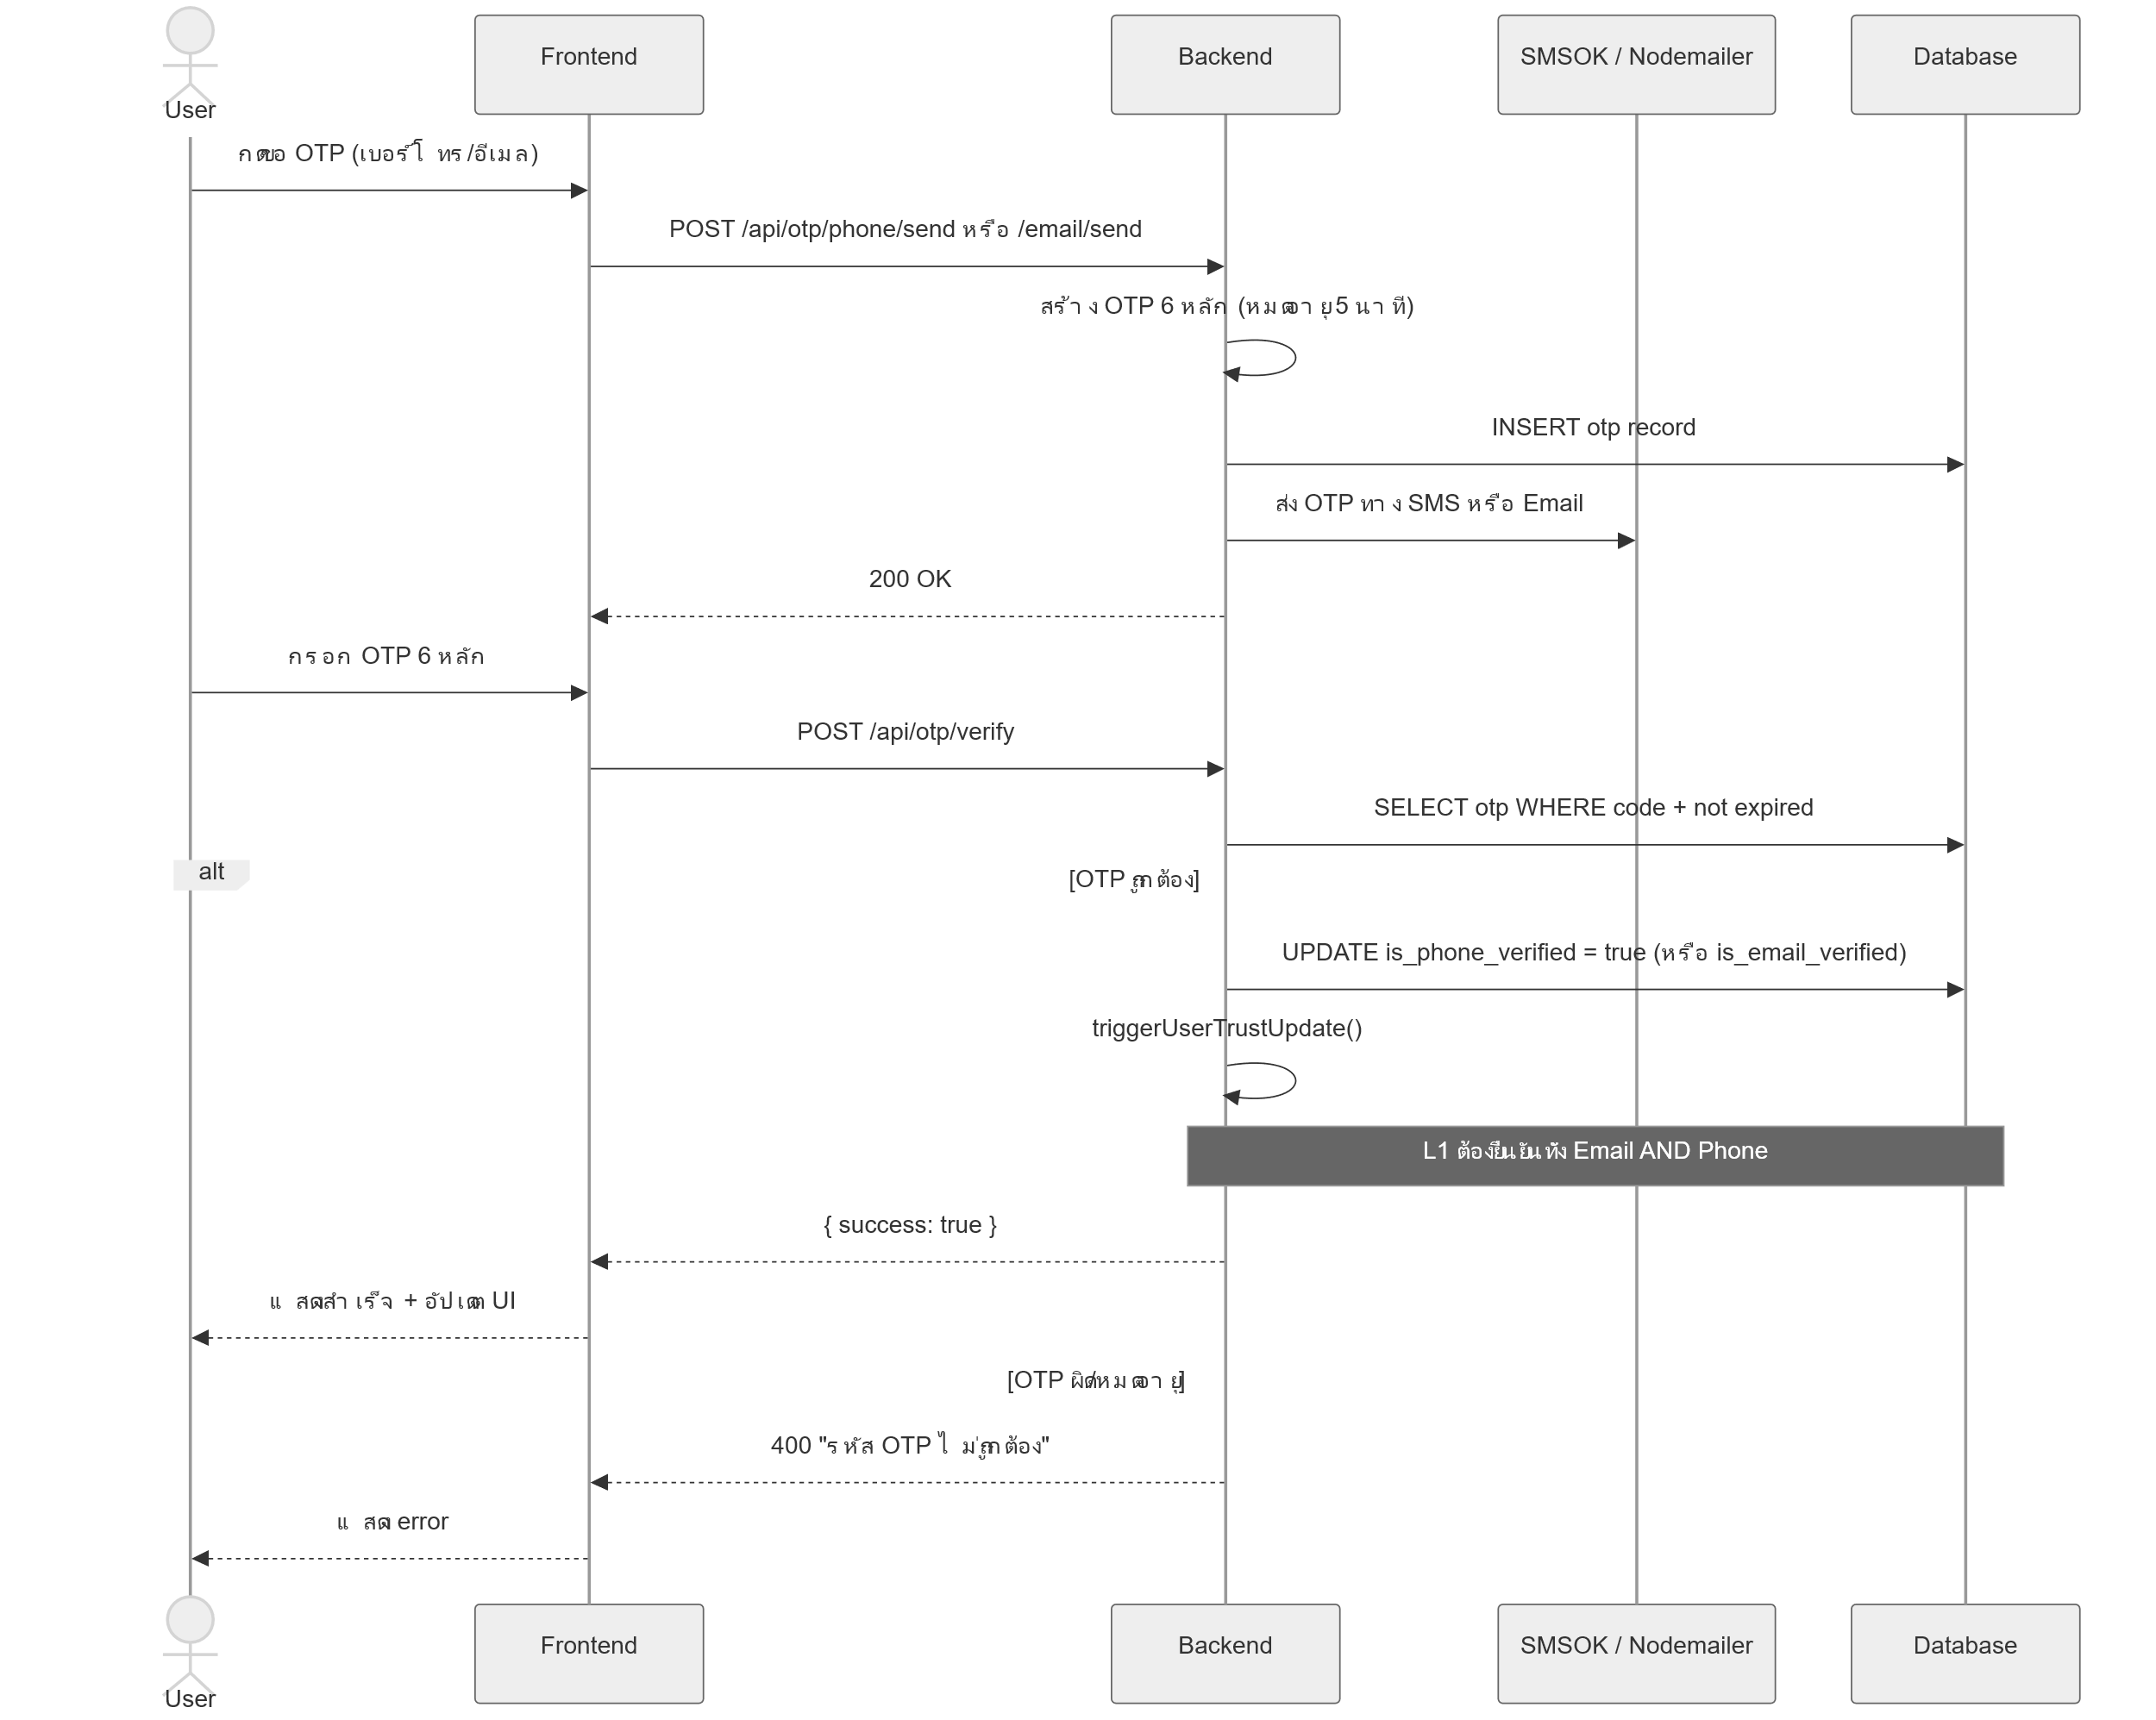 User
Frontend
Backend
SMSOK / Nodemailer
Database
กดขอ OTP (เบอร์โทร/อีเมล)
POST /api/otp/phone/send หรือ /email/send
สร้าง OTP 6 หลัก (หมดอายุ 5 นาที)
INSERT otp record
ส่ง OTP ทาง SMS หรือ Email
200 OK
กรอก OTP 6 หลัก
POST /api/otp/verify
SELECT otp WHERE code + not expired
alt
[OTP ถูกต้อง]
UPDATE is_phone_verified = true (หรือ is_email_verified)
triggerUserTrustUpdate()
L1 ต้องยืนยันทั้ง Email AND Phone
{ success: true }
แสดงสำเร็จ + อัปเดต UI
[OTP ผิด/หมดอายุ]
400 "รหัส OTP ไม่ถูกต้อง"
แสดง error
User
Frontend
Backend
SMSOK / Nodemailer
Database